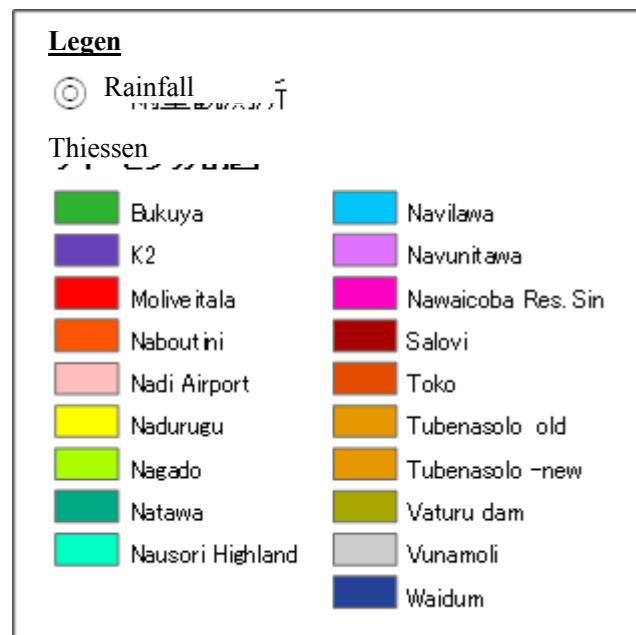 Legen
Rainfall
Thiessen
Bukuya
K2
Moliveitala
Naboutini
Nadi Airport
Nadurugu
Nagado
Natawa
Nausori Highland
Navilawa
Navunitawa
Nawaicoba Res. Sin
Salovi
Toko
Tubenasolo old
Tubenasolo -new
Vaturu dam
Vunamoli
Waidum